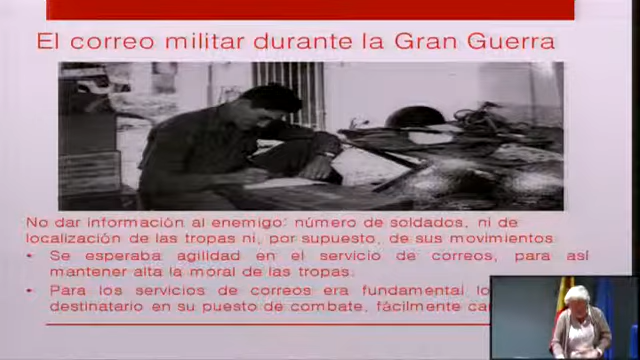 El correo militar durante la Gran Guerra
No dar información al enemigo: número de soldados, ni de
localización de las tropas ni, por supuesto, de sus movimientos
• Se esperaba agilidad en el servicio de correos, para así
mantener alta la moral de las tropas.
• Para los servicios de correos era fundamental
destinatario en su puesto de combate, fácilmente